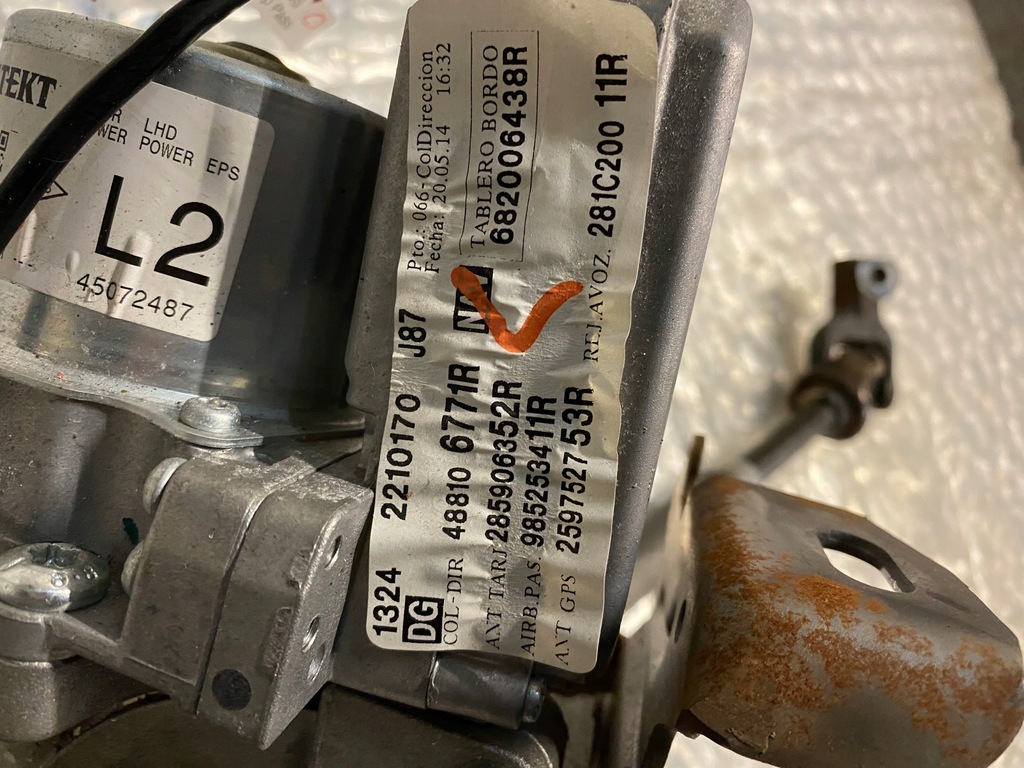 TEKT
LHD
POWER EPS
L2
45072487
Pto.: 066-ColDireccion
Fecha: 20.05.14 16:32
TABLERO BORDO
682006438R
1324 2210170 J87
DG
COL-DIR 48810 6771R
ANT TARJ 285906352R
AIRB.PAS. 985253411R
ANT GPS 259752753R
REJ.AVOZ. 281C200 11R